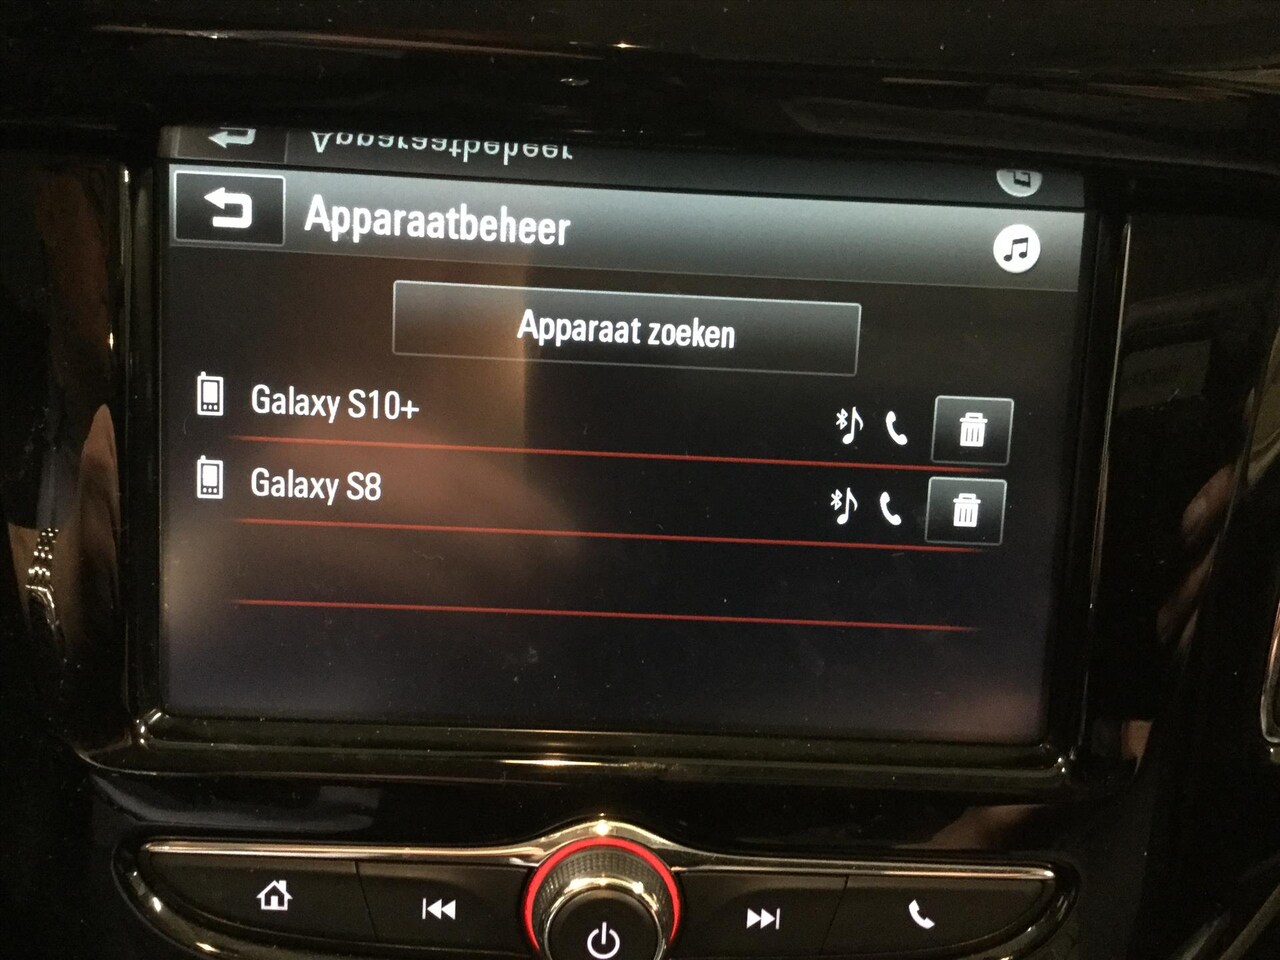 Apparaatbeheer
Apparaat zoeken
Galaxy S10+
Galaxy S8